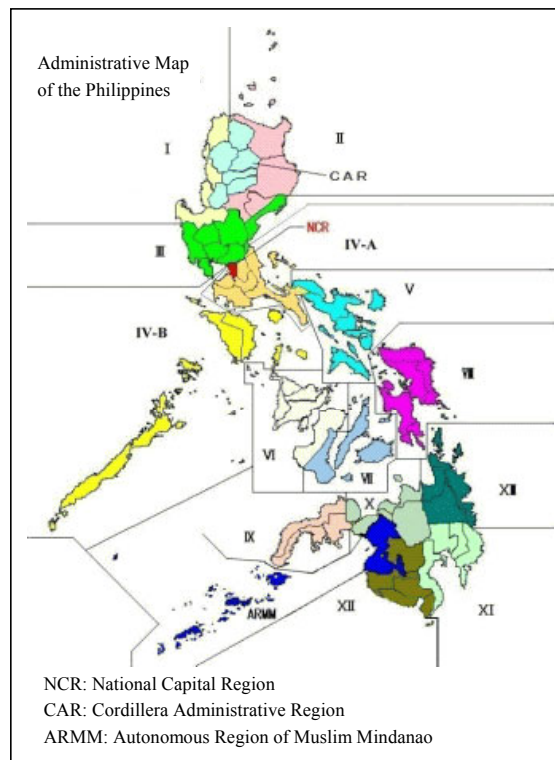 Administrative Map
of the Philippines
I
II
CAR
III
NCR
IV-A
V
IV-B
VIII
VI
VII
XIII
X
IX
ARMM
XII
XI
NCR: National Capital Region
CAR: Cordillera Administrative Region
ARMM: Autonomous Region of Muslim Mindanao